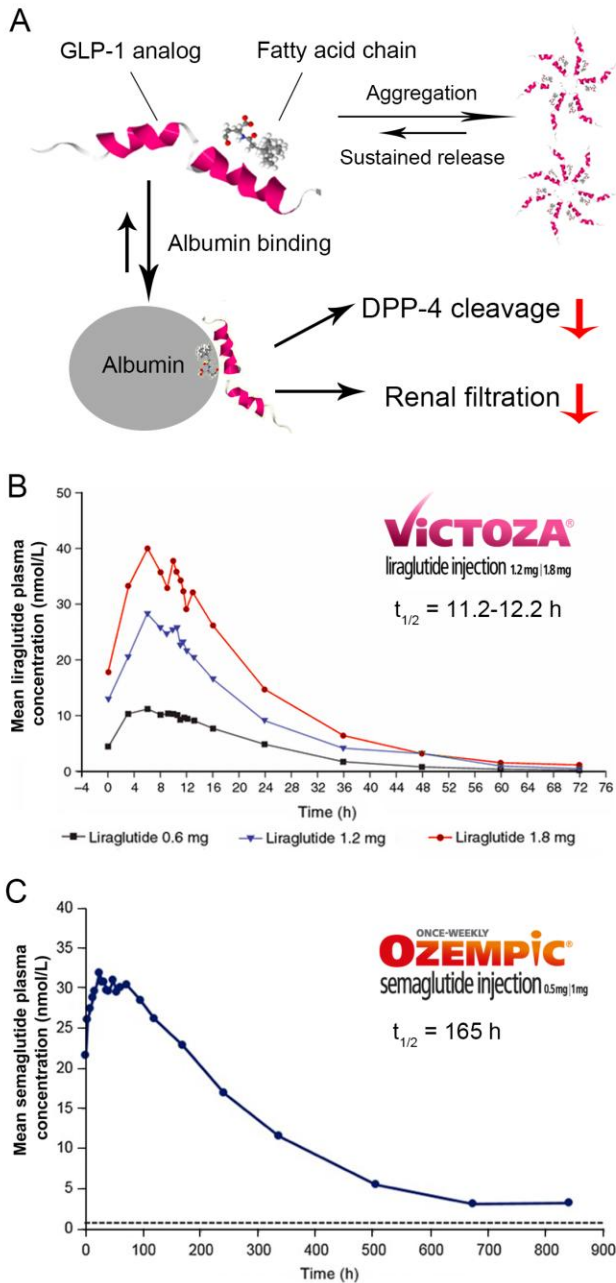 A
GLP-1 analog
Fatty acid chain
Aggregation
Sustained release
Albumin binding
Albumin
DPP-4 cleavage
Renal filtration
B
Mean liraglutide plasma
concentration (nmol/L)
50
40
30
20
10
0
−4 0 4 8 12 16 20 24 28 32 36 40 44 48 52 56 60 64 68 72 76
Time (h)
VICTOZA®
liraglutide injection 1.2 mg | 1.8 mg
t1/2 = 11.2-12.2 h
Liraglutide 0.6 mg
Liraglutide 1.2 mg
Liraglutide 1.8 mg
C
Mean semaglutide plasma
concentration (nmol/L)
40
35
30
25
20
15
10
5
0
0 100 200 300 400 500 600 700 800 900
Time (h)
ONCE-WEEKLY
OZEMPIC®
semaglutide injection 0.5 mg | 1 mg
t1/2 = 165 h